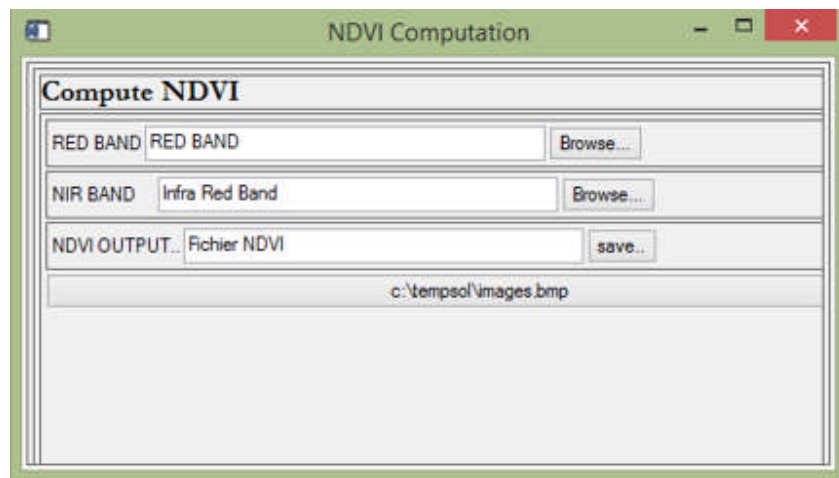 NDVI Computation
Compute NDVI
RED BAND RED BAND Browse...
NIR BAND Infra Red Band Browse...
NDVI OUTPUT.. Fichier NDVI save..
c:\tempsol\images.bmp